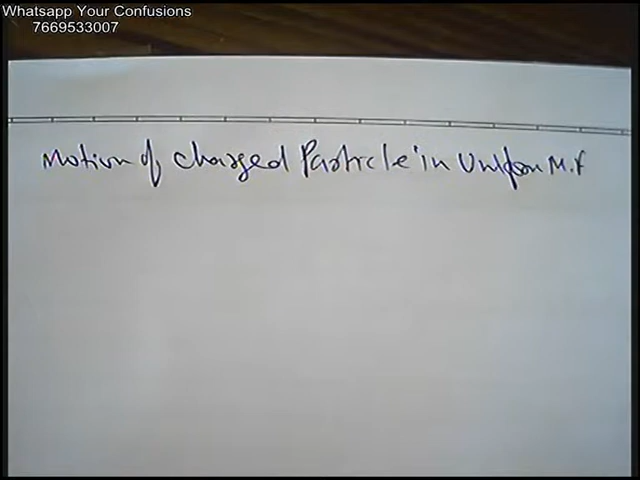 Whatsapp Your Confusions
7669533007
Motion of charged Particle in Uniform M.F